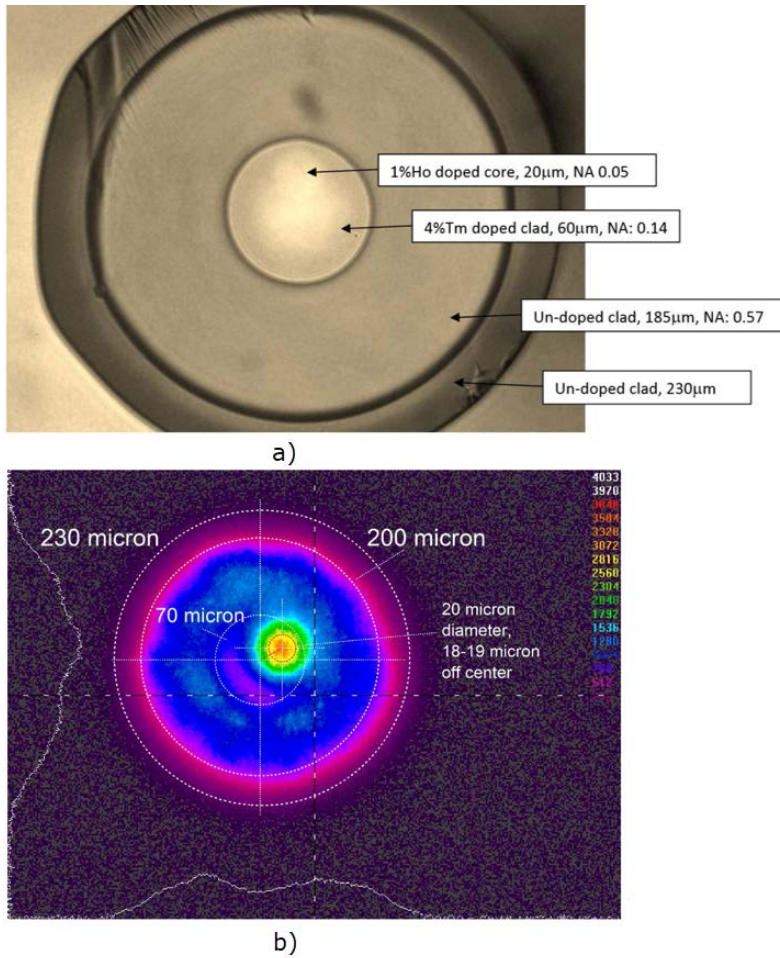 1%Ho doped core, 20µm, NA 0.05
4%Tm doped clad, 60µm, NA: 0.14
Un-doped clad, 185µm, NA: 0.57
Un-doped clad, 230µm
a)
4033
3970
3840
3584
3328
3072
2816
2560
2304
2048
1792
1536
1280
512
230 micron
200 micron
70 micron
20 micron
diameter,
18-19 micron
off center
b)